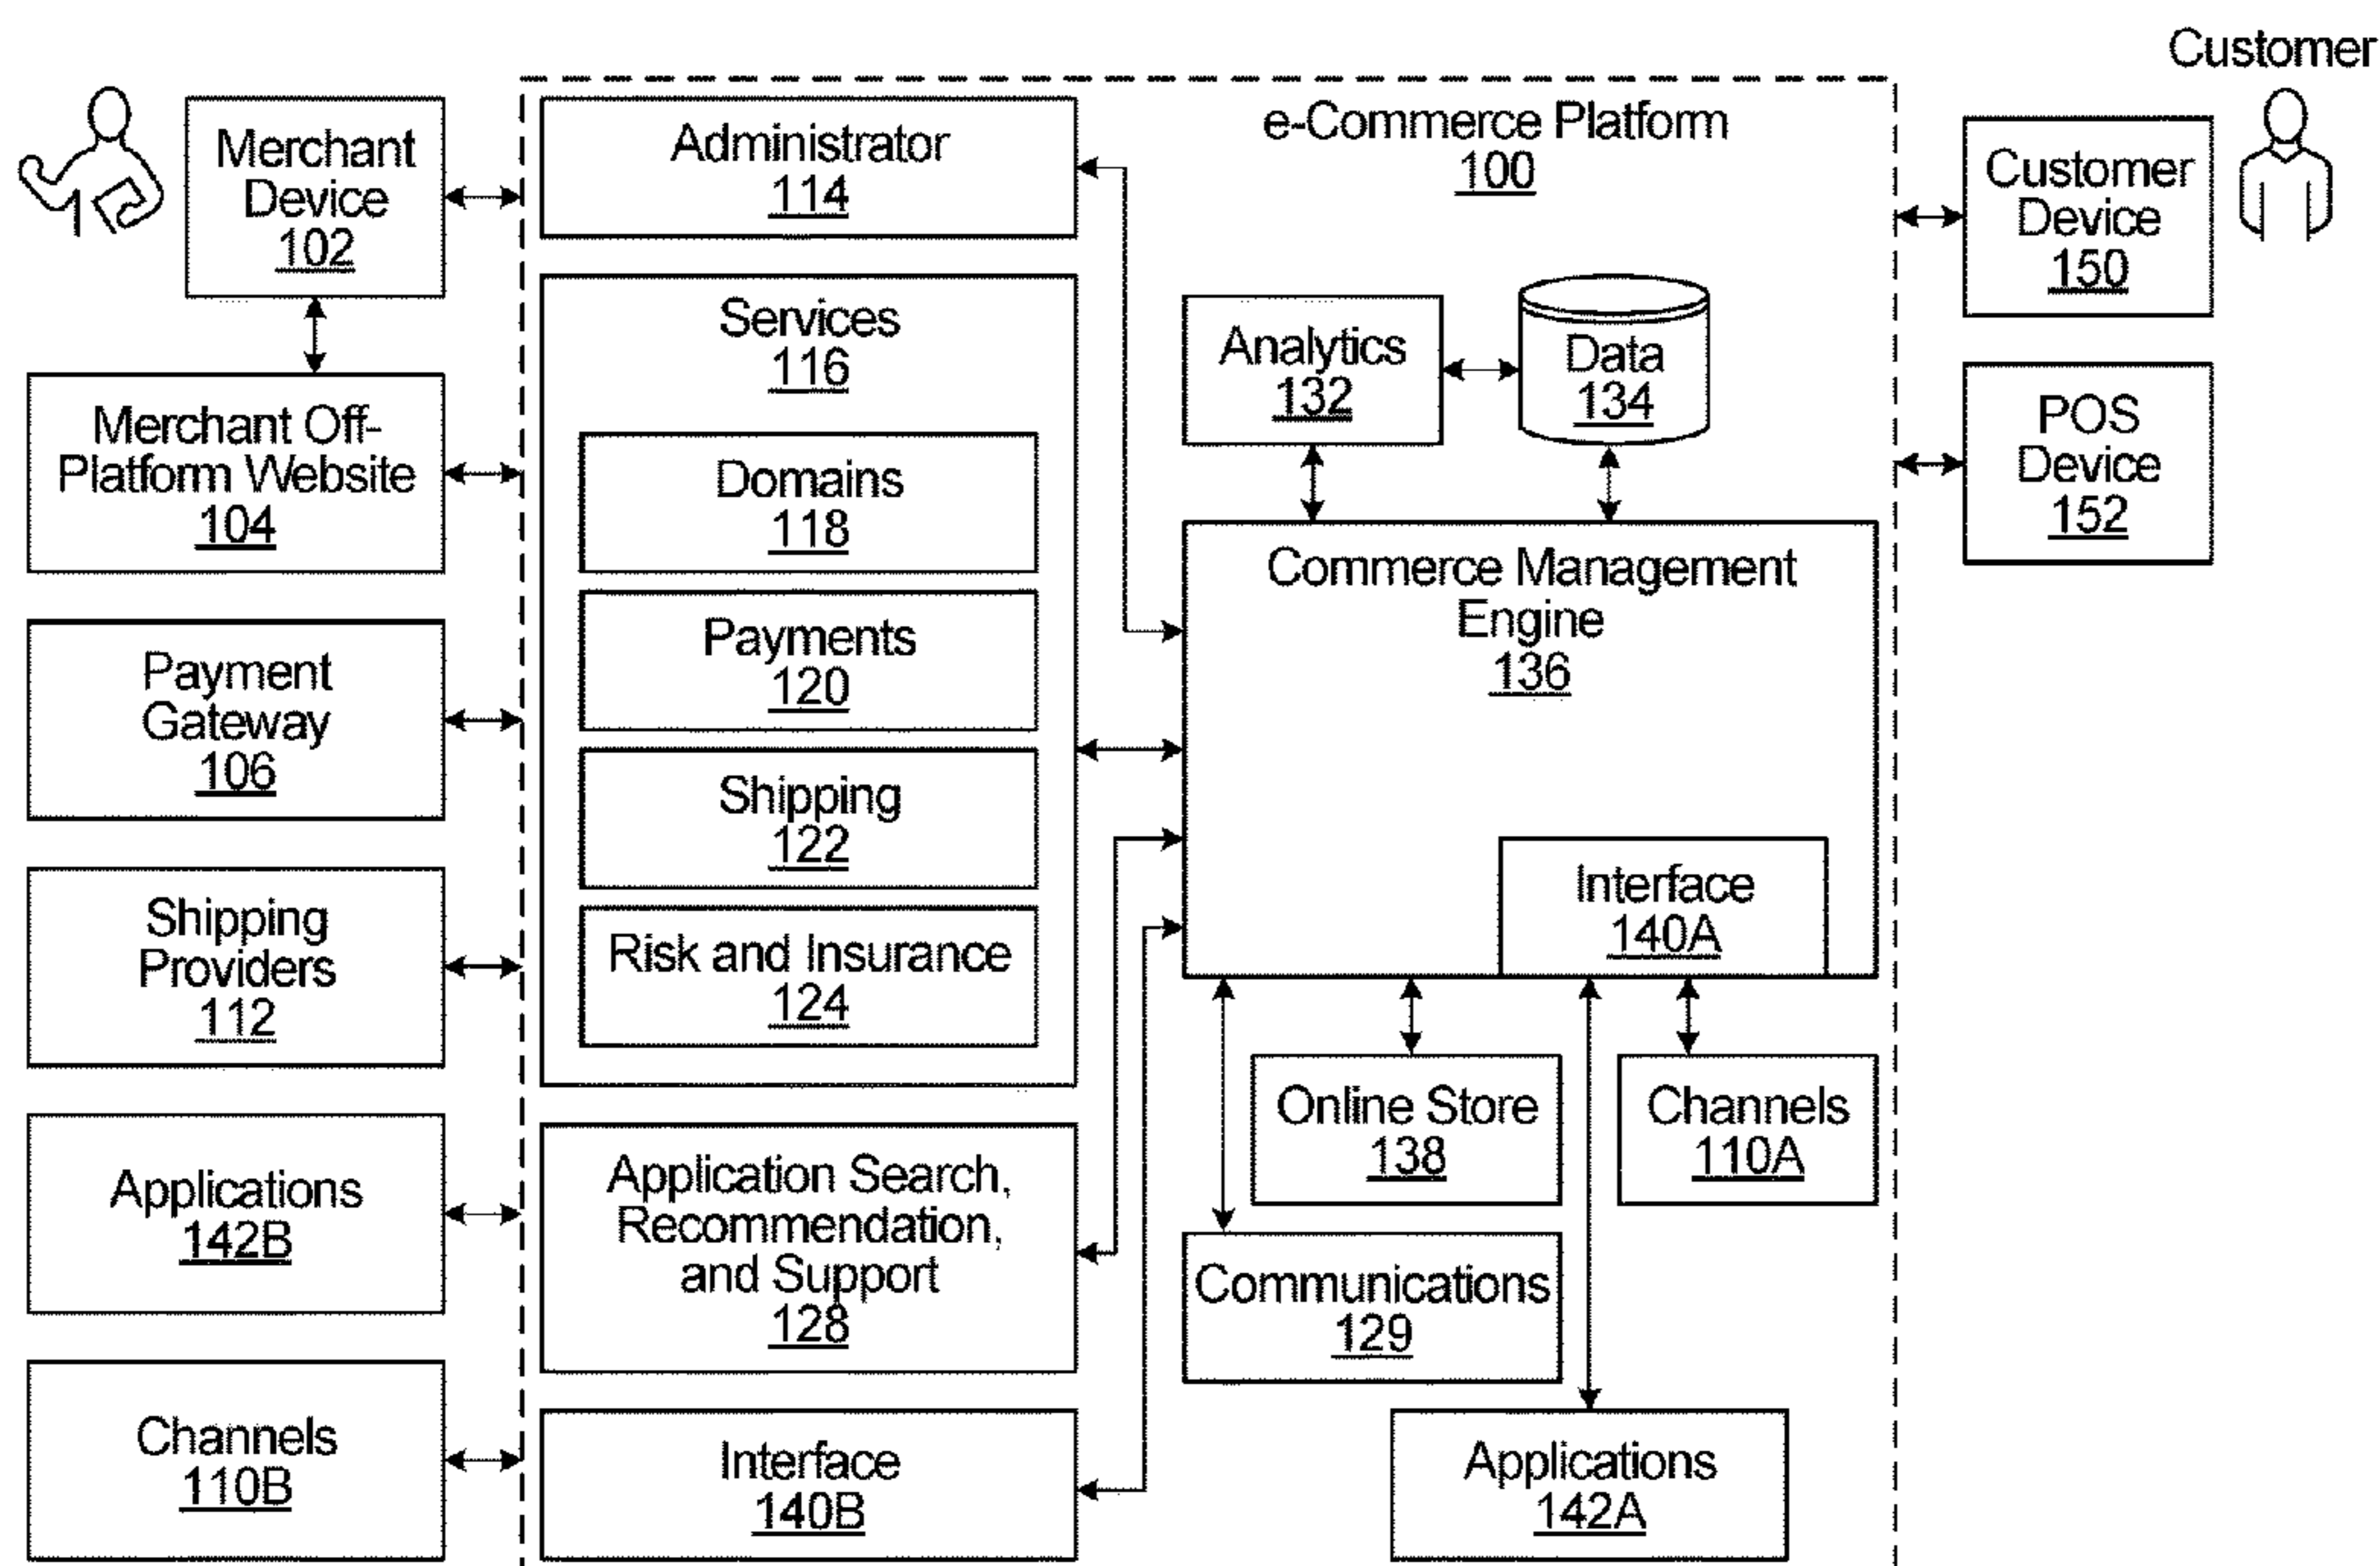 Customer
Merchant
Device
102
Merchant Off-
Platform Website
104
Payment
Gateway
106
Shipping
Providers
112
Applications
142B
Channels
110B
Administrator
114
Services
116
Domains
118
Payments
120
Shipping
122
Risk and Insurance
124
Application Search,
Recommendation,
and Support
128
Interface
140B
e-Commerce Platform
100
Analytics
132
Data
134
Commerce Management
Engine
136
Interface
140A
Online Store
138
Channels
110A
Communications
129
Applications
142A
Customer
Device
150
POS
Device
152